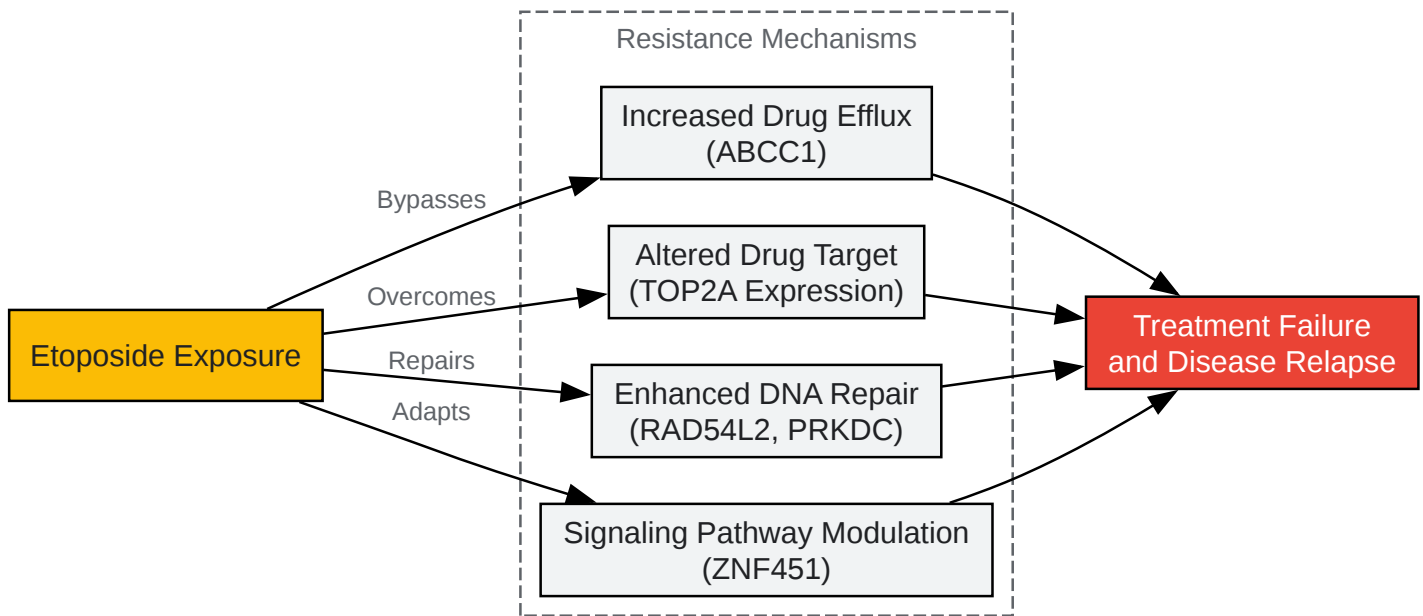 Resistance Mechanisms
Increased Drug Efflux
(ABCC1)
Bypasses
Altered Drug Target
(TOP2A Expression)
Overcomes
Etoposide Exposure
Treatment Failure
and Disease Relapse
Repairs
Enhanced DNA Repair
(RAD54L2, PRKDC)
Adapts
Signaling Pathway Modulation
(ZNF451)